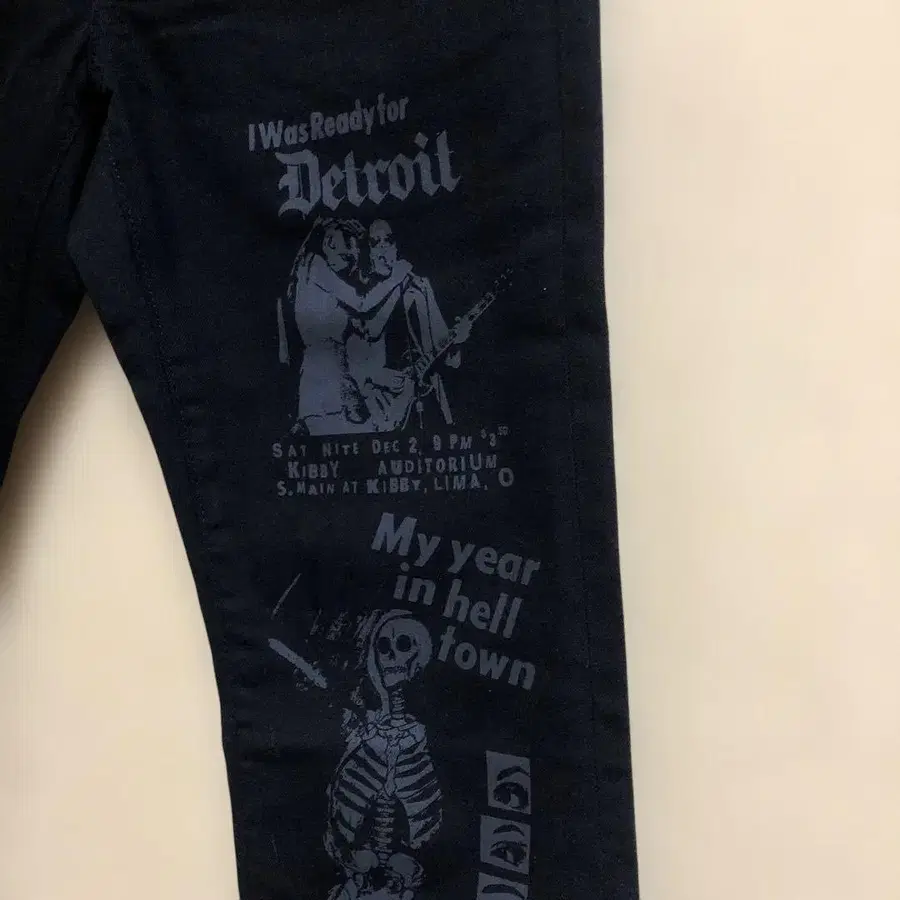 I Was Ready for
Detroit
SAT NITE DEC 2, 9 PM $3.50
KIBBY AUDITORIUM
S. MAIN AT KIBBY, LIMA, O
My year
in hell
town